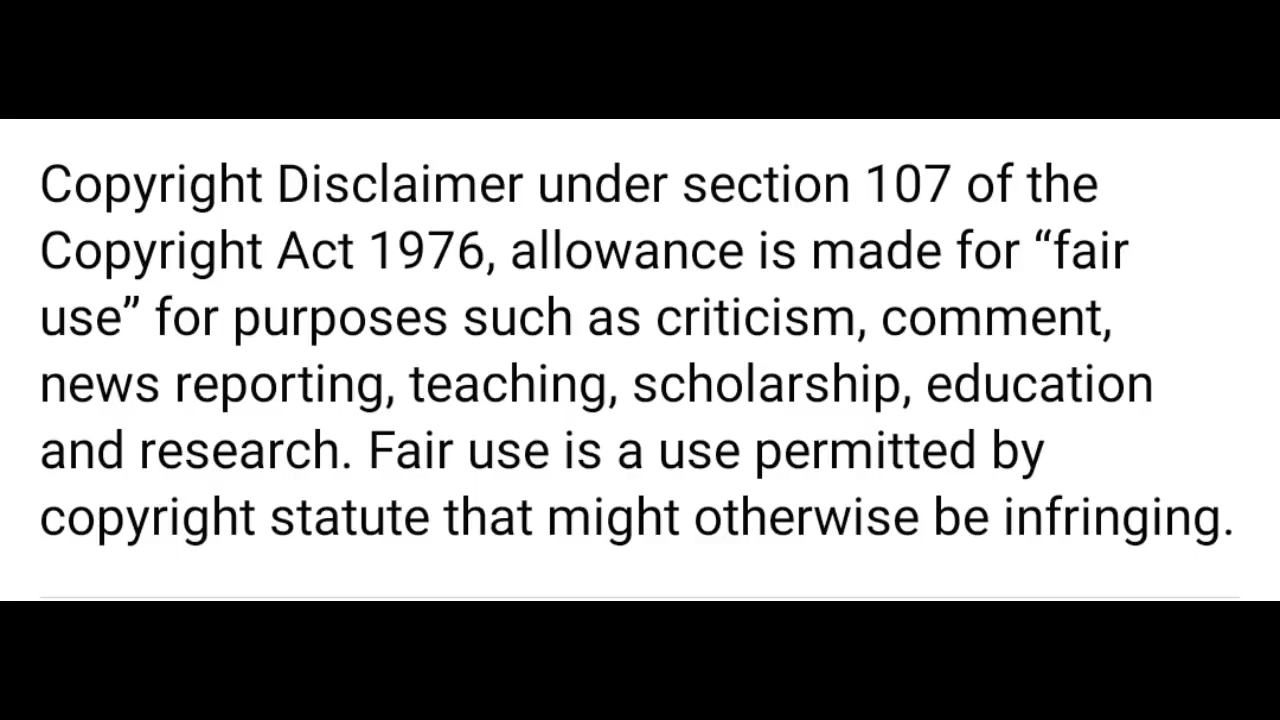 Copyright Disclaimer under section 107 of the
Copyright Act 1976, allowance is made for “fair
use” for purposes such as criticism, comment,
news reporting, teaching, scholarship, education
and research. Fair use is a use permitted by
copyright statute that might otherwise be infringing.